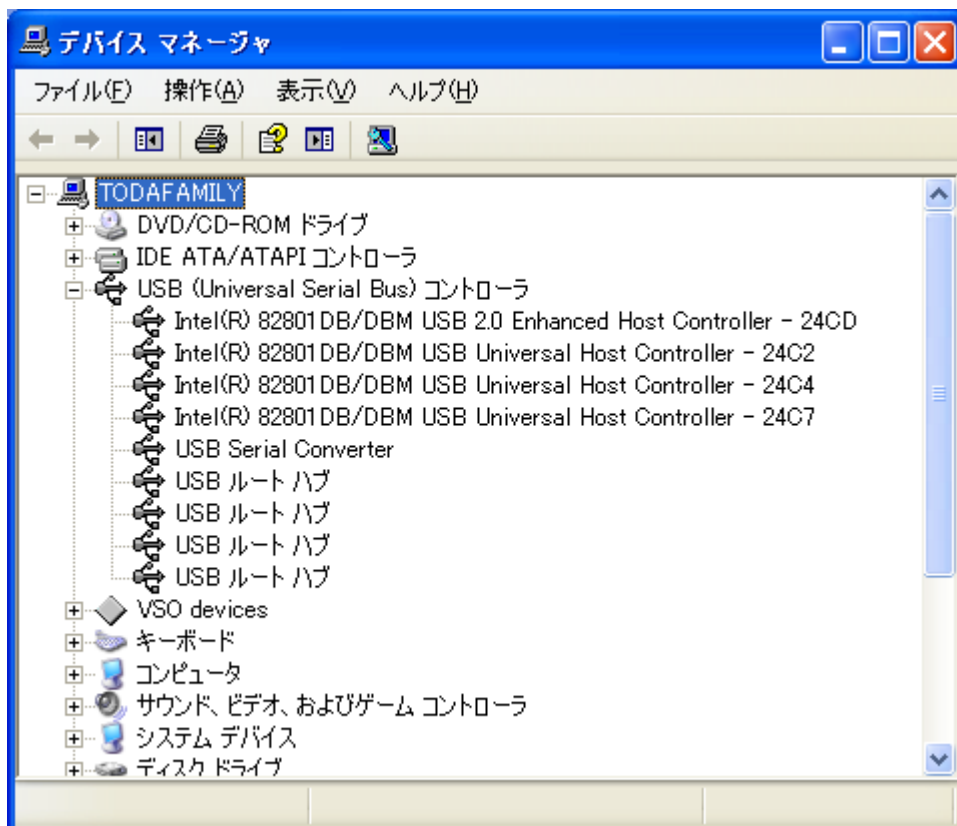 デバイス マネージャ
ファイル(F) 操作(A) 表示(V) ヘルプ(H)
TODAFAMILY
DVD/CD-ROM ドライブ
IDE ATA/ATAPI コントローラ
USB (Universal Serial Bus) コントローラ
Intel(R) 82801DB/DBM USB 2.0 Enhanced Host Controller - 24CD
Intel(R) 82801DB/DBM USB Universal Host Controller - 24C2
Intel(R) 82801DB/DBM USB Universal Host Controller - 24C4
Intel(R) 82801DB/DBM USB Universal Host Controller - 24C7
USB Serial Converter
USB ルート ハブ
USB ルート ハブ
USB ルート ハブ
USB ルート ハブ
VSO devices
キーボード
コンピュータ
サウンド、ビデオ、およびゲーム コントローラ
システム デバイス
ディスク ドライブ